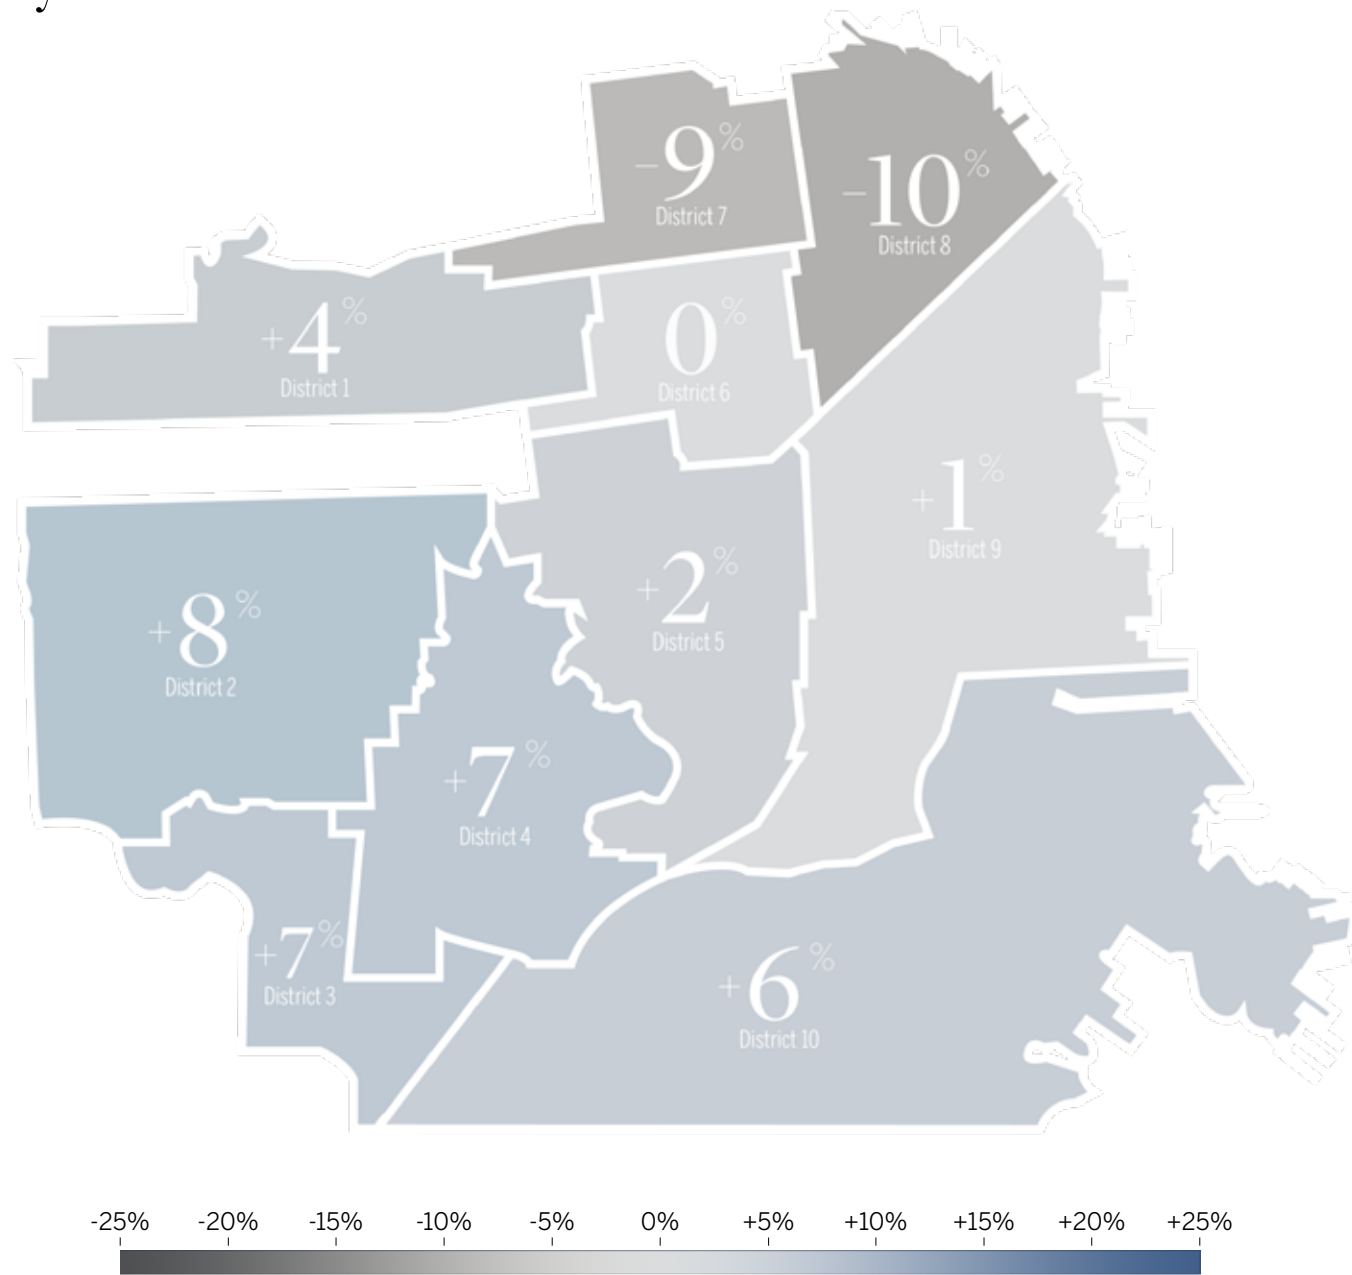 y
−9%
District 7
−10%
District 8
+4%
District 1
0%
District 6
+1%
District 9
+2%
District 5
+8%
District 2
+7%
District 4
+7%
District 3
+6%
District 10
-25% -20% -15% -10% -5% 0% +5% +10% +15% +20% +25%